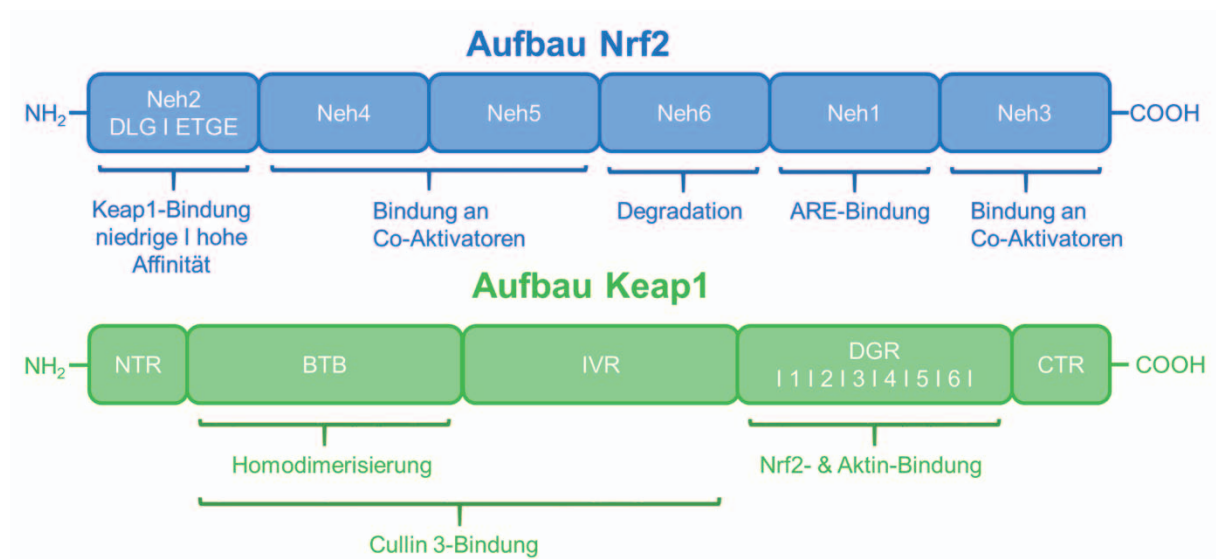 Aufbau Nrf2
NH2
Neh2
DLG I ETGE
Neh4
Neh5
Neh6
Neh1
Neh3
COOH
Keap1-Bindung
niedrige I hohe
Affinität
Bindung an
Co-Aktivatoren
Degradation
ARE-Bindung
Bindung an
Co-Aktivatoren
Aufbau Keap1
NH2
NTR
BTB
IVR
DGR
I 1 I 2 I 3 I 4 I 5 I 6 I
CTR
COOH
Homodimerisierung
Nrf2- & Aktin-Bindung
Cullin 3-Bindung